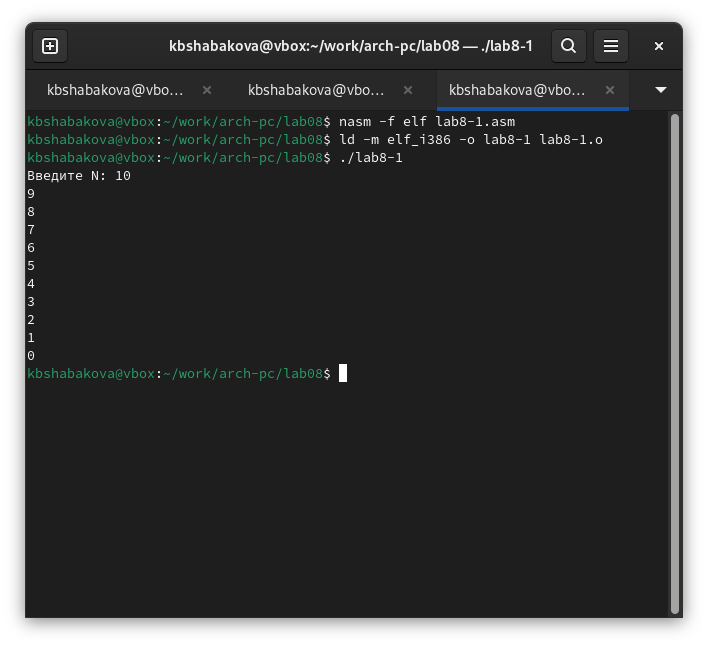 kbshabakova@vbox:~/work/arch-pc/lab08 — ./lab8-1
kbshabakova@vbo... kbshabakova@vbo... kbshabakova@vbo...
kbshabakova@vbox:~/work/arch-pc/lab08$ nasm -f elf lab8-1.asm
kbshabakova@vbox:~/work/arch-pc/lab08$ ld -m elf_i386 -o lab8-1 lab8-1.o
kbshabakova@vbox:~/work/arch-pc/lab08$ ./lab8-1
Введите N: 10
9
8
7
6
5
4
3
2
1
0
kbshabakova@vbox:~/work/arch-pc/lab08$